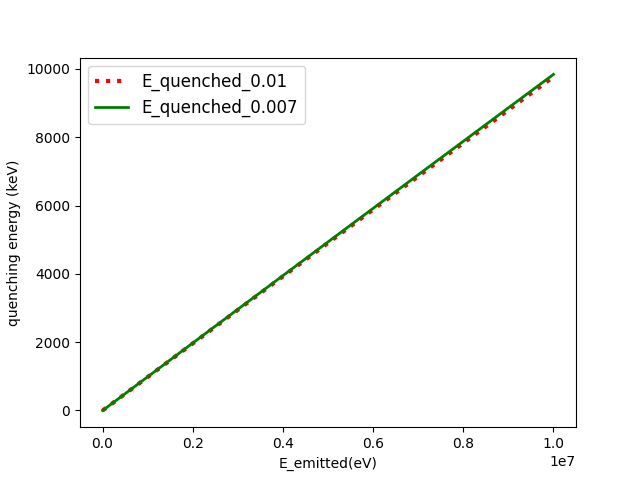 E_quenched_0.01
E_quenched_0.007
10000
8000
6000
4000
2000
0
quenching energy (keV)
0.0 0.2 0.4 0.6 0.8 1.0
1e7
E_emitted(eV)